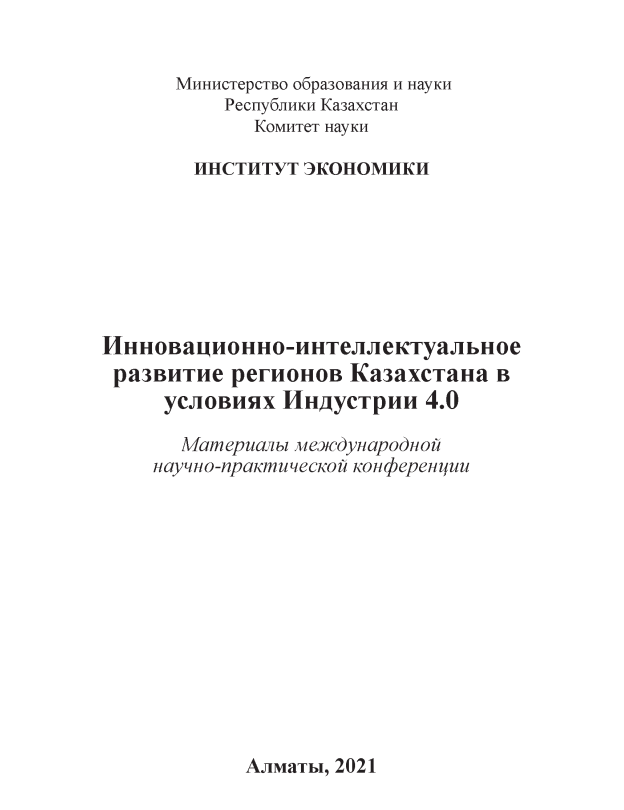 Министерство образования и науки
Республики Казахстан
Комитет науки
ИНСТИТУТ ЭКОНОМИКИ
Инновационно-интеллектуальное
развитие регионов Казахстана в
условиях Индустрии 4.0
Материалы международной
научно-практической конференции
Алматы, 2021